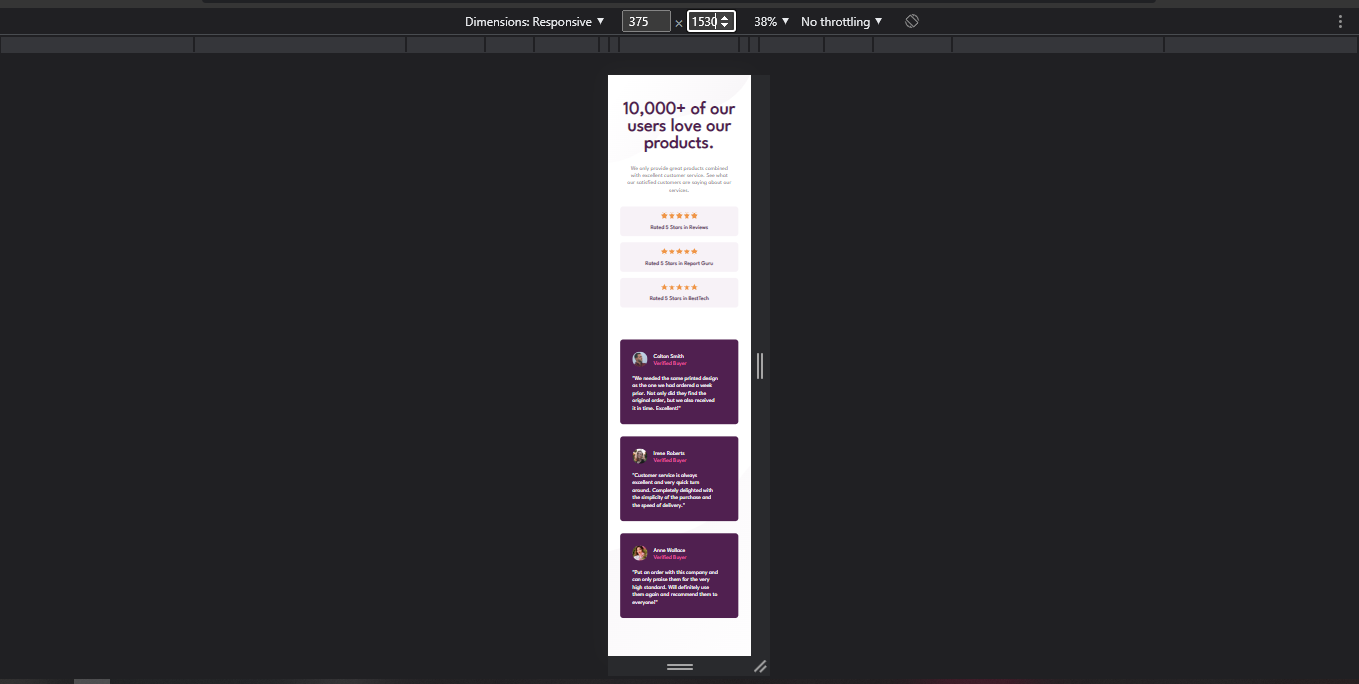 Dimensions: Responsive ▼ 375 × 1530 38% ▼ No throttling ▼
10,000+ of our
users love our
products.
We only provide great products combined
with excellent customer service. See what
our satisfied customers are saying about our
services.
Rated 5 Stars in Reviews
Rated 5 Stars in Report Guru
Rated 5 Stars in BestTech
Colton Smith
Verified Buyer
"We needed the same printed design
as the one we had ordered a week
prior. Not only did they find the
original order, but we also received
it in time. Excellent!"
Irene Roberts
Verified Buyer
"Customer service is always
excellent and very quick turn
around. Completely delighted with
the simplicity of the purchase and
the speed of delivery."
Anne Wallace
Verified Buyer
"Put an order with this company and
can only praise them for the very
high standard. Will definitely use
them again and recommend them to
everyone!"